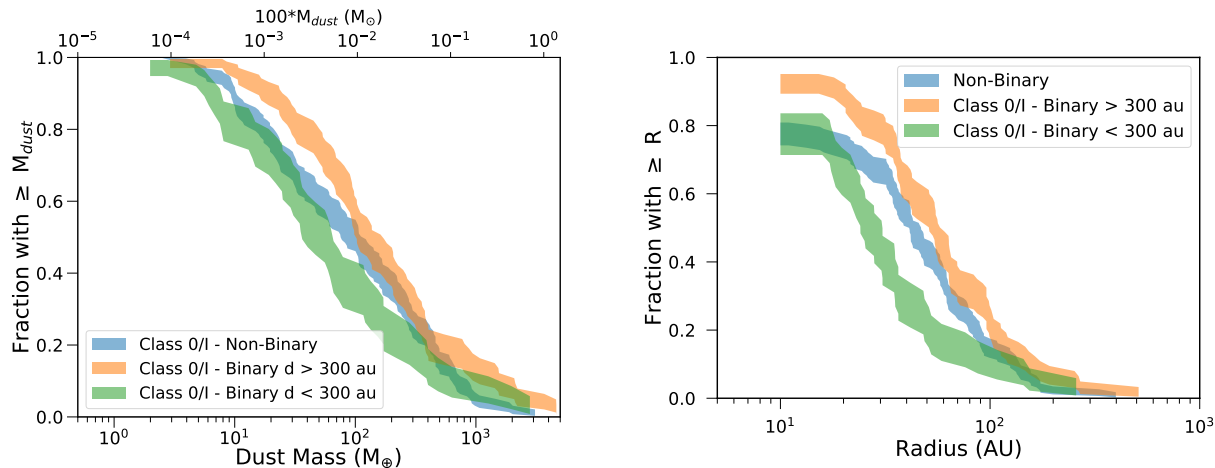 100*M_dust (M_⊙)
10^-5 10^-4 10^-3 10^-2 10^-1 10^0
Fraction with ≥ M_dust
1.0
0.8
0.6
0.4
0.2
0.0
Class 0/I - Non-Binary
Class 0/I - Binary d > 300 au
Class 0/I - Binary d < 300 au
10^0 10^1 10^2 10^3
Dust Mass (M_⊕)
Fraction with ≥ R
1.0
0.8
0.6
0.4
0.2
0.0
Non-Binary
Class 0/I - Binary > 300 au
Class 0/I - Binary < 300 au
10^1 10^2 10^3
Radius (AU)